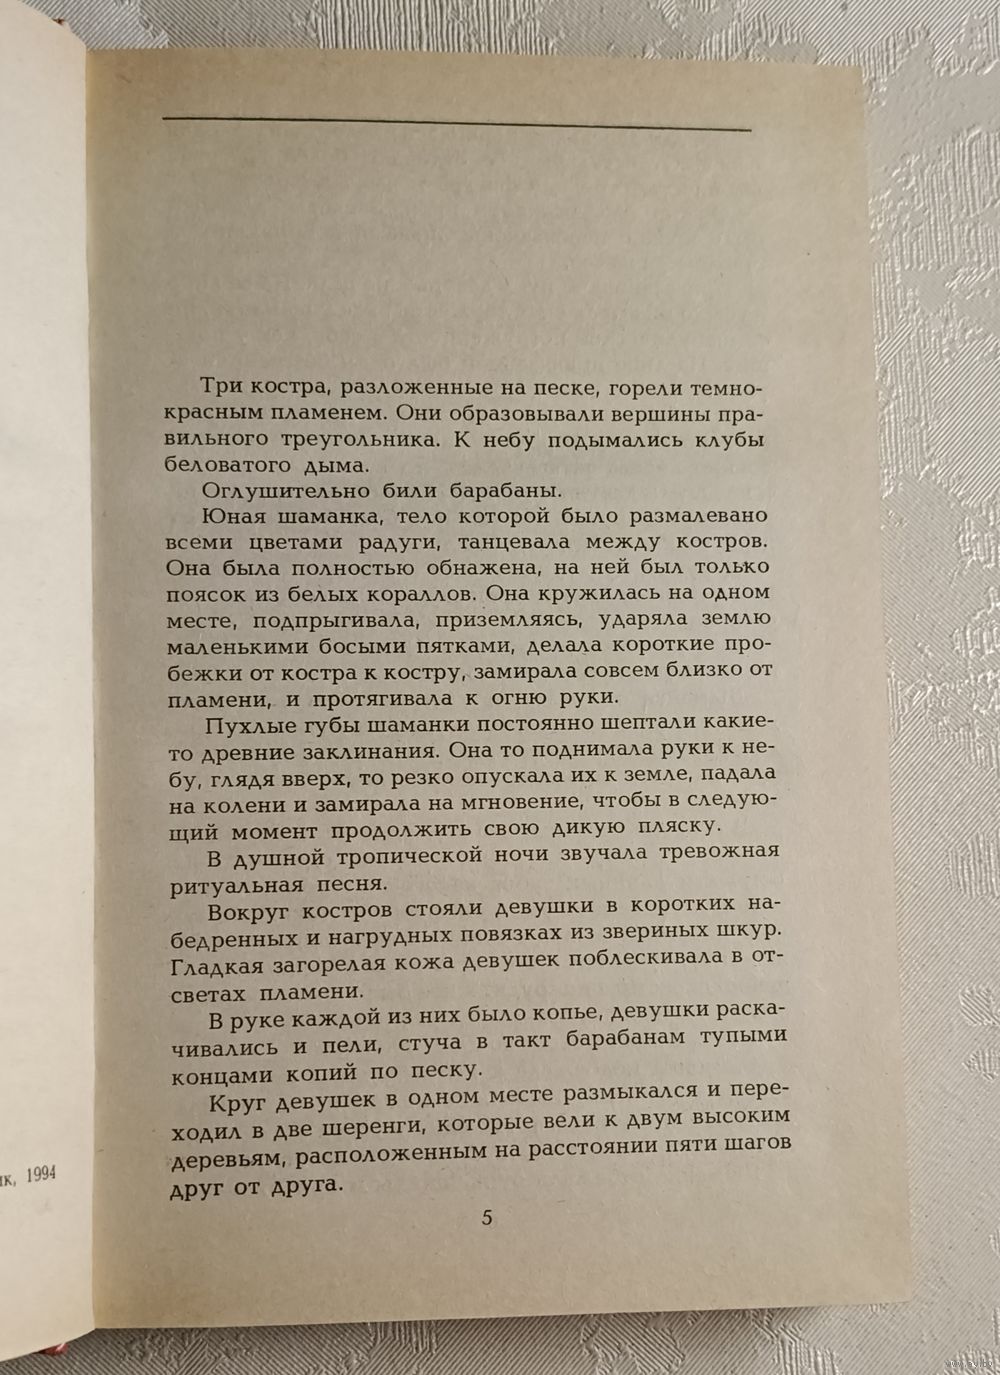 Три костра, разложенные на песке, горели темно-
красным пламенем. Они образовывали вершины пра-
вильного треугольника. К небу подымались клубы
беловатого дыма.
Оглушительно били барабаны.
Юная шаманка, тело которой было размалевано
всеми цветами радуги, танцевала между костров.
Она была полностью обнажена, на ней был только
поясок из белых кораллов. Она кружилась на одном
месте, подпрыгивала, приземляясь, ударяла землю
маленькими босыми пятками, делала короткие про-
бежки от костра к костру, замирала совсем близко от
пламени, и протягивала к огню руки.
Пухлые губы шаманки постоянно шептали какие-
то древние заклинания. Она то поднимала руки к не-
бу, глядя вверх, то резко опускала их к земле, падала
на колени и замирала на мгновение, чтобы в следую-
щий момент продолжить свою дикую пляску.
В душной тропической ночи звучала тревожная
ритуальная песня.
Вокруг костров стояли девушки в коротких на-
бедренных и нагрудных повязках из звериных шкур.
Гладкая загорелая кожа девушек поблескивала в от-
светах пламени.
В руке каждой из них было копье, девушки раска-
чивались и пели, стуча в такт барабанам тупыми
концами копий по песку.
Круг девушек в одном месте размыкался и пере-
ходил в две шеренги, которые вели к двум высоким
деревьям, расположенным на расстоянии пяти шагов
друг от друга.
5
ик, 1994